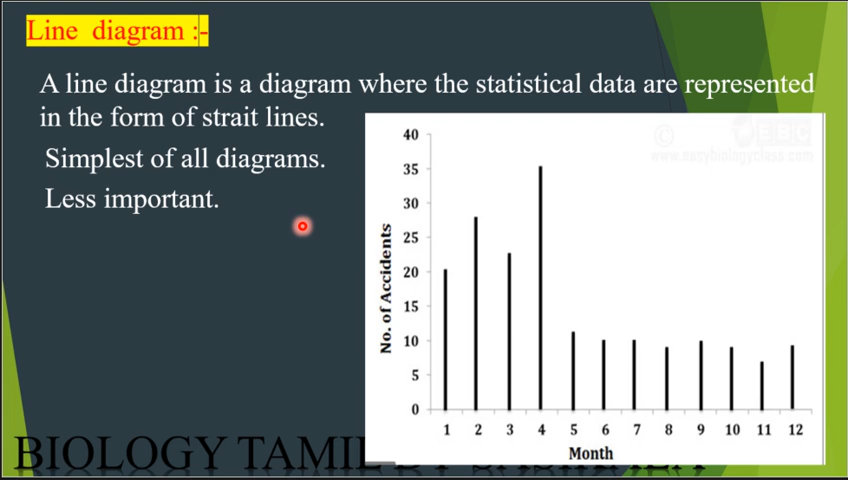 Line diagram :-
A line diagram is a diagram where the statistical data are represented
in the form of strait lines.
Simplest of all diagrams.
Less important.
EBC
www.easybiologyclass.com
40
35
30
25
20
15
10
5
0
No. of Accidents
1 2 3 4 5 6 7 8 9 10 11 12
Month
BIOLOGY TAMIL BY